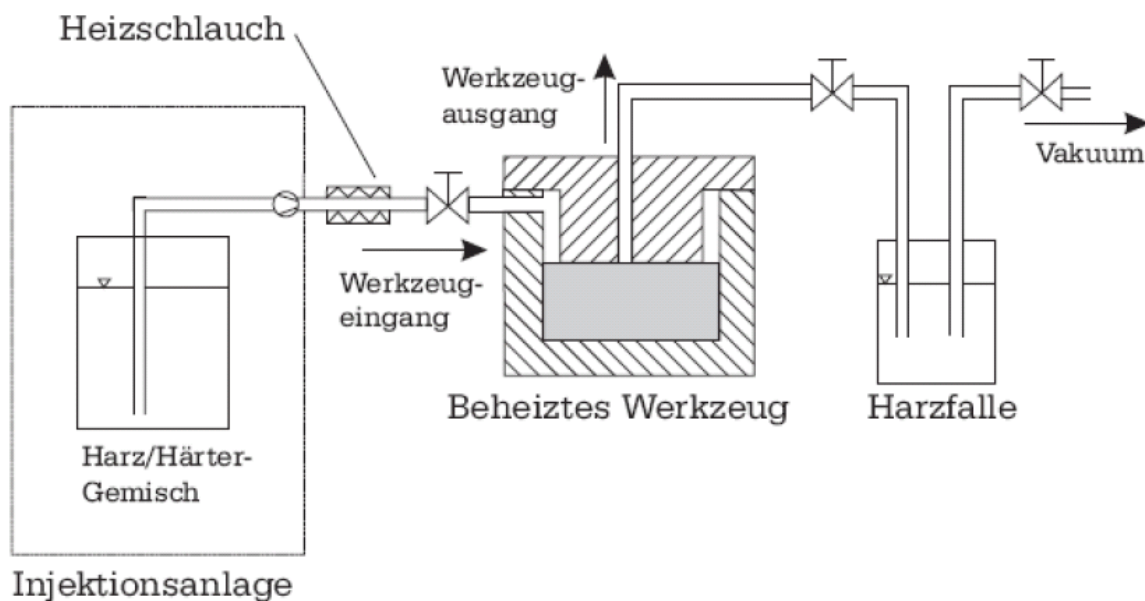 Heizschlauch
Werkzeug-
ausgang
Vakuum
Werkzeug-
eingang
Beheiztes Werkzeug
Harzfalle
Harz/Härter-
Gemisch
Injektionsanlage